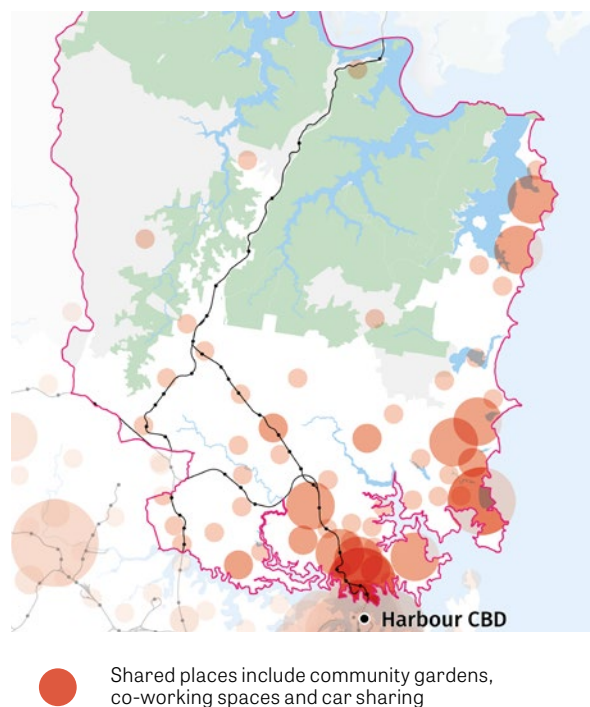 Harbour CBD
Shared places include community gardens,
co-working spaces and car sharing